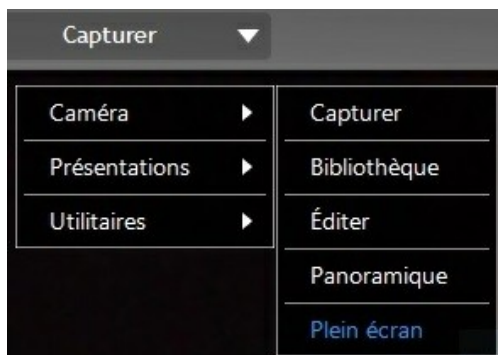 Capturer
Caméra
Présentations
Utilitaires
Capturer
Bibliothèque
Éditer
Panoramique
Plein écran